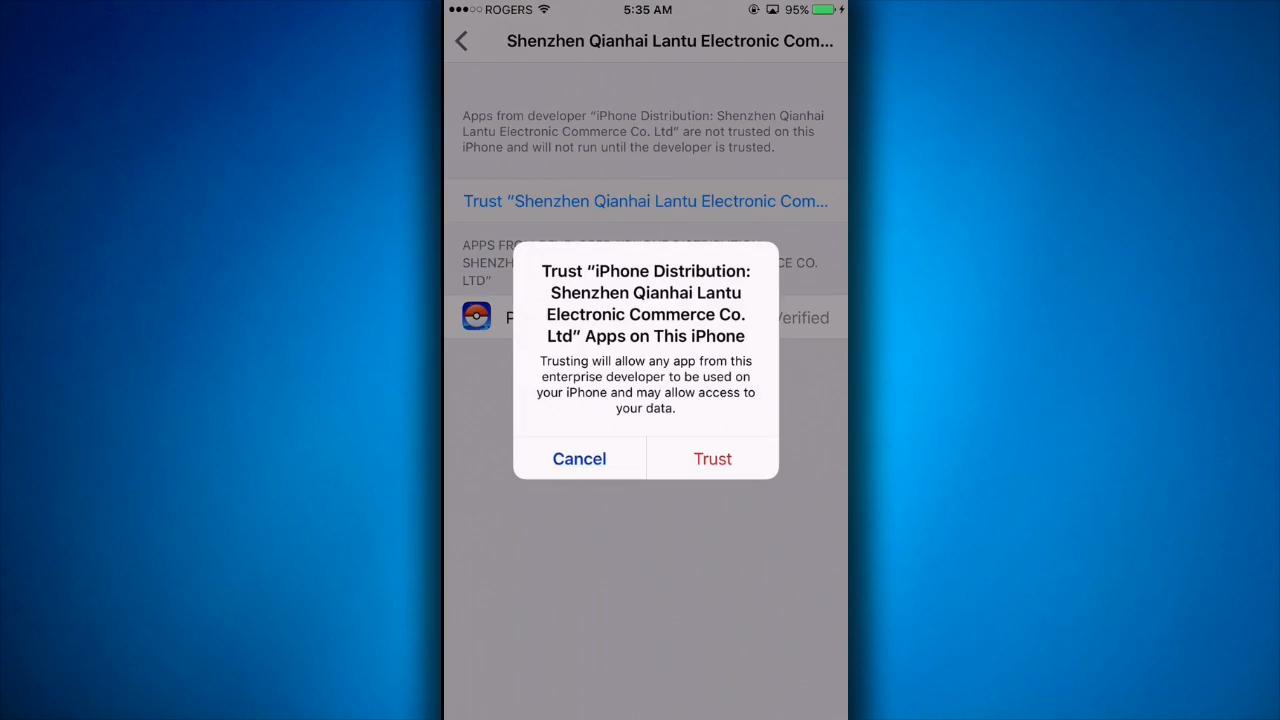 ROGERS 5:35 AM 95%
Shenzhen Qianhai Lantu Electronic Com...
Apps from developer “iPhone Distribution: Shenzhen Qianhai
Lantu Electronic Commerce Co. Ltd” are not trusted on this
iPhone and will not run until the developer is trusted.
Trust “Shenzhen Qianhai Lantu Electronic Com...
APPS
CE CO.
LTD”
Verified
Trust “iPhone Distribution:
Shenzhen Qianhai Lantu
Electronic Commerce Co.
Ltd” Apps on This iPhone
Trusting will allow any app from this
enterprise developer to be used on
your iPhone and may allow access to
your data.
Cancel Trust